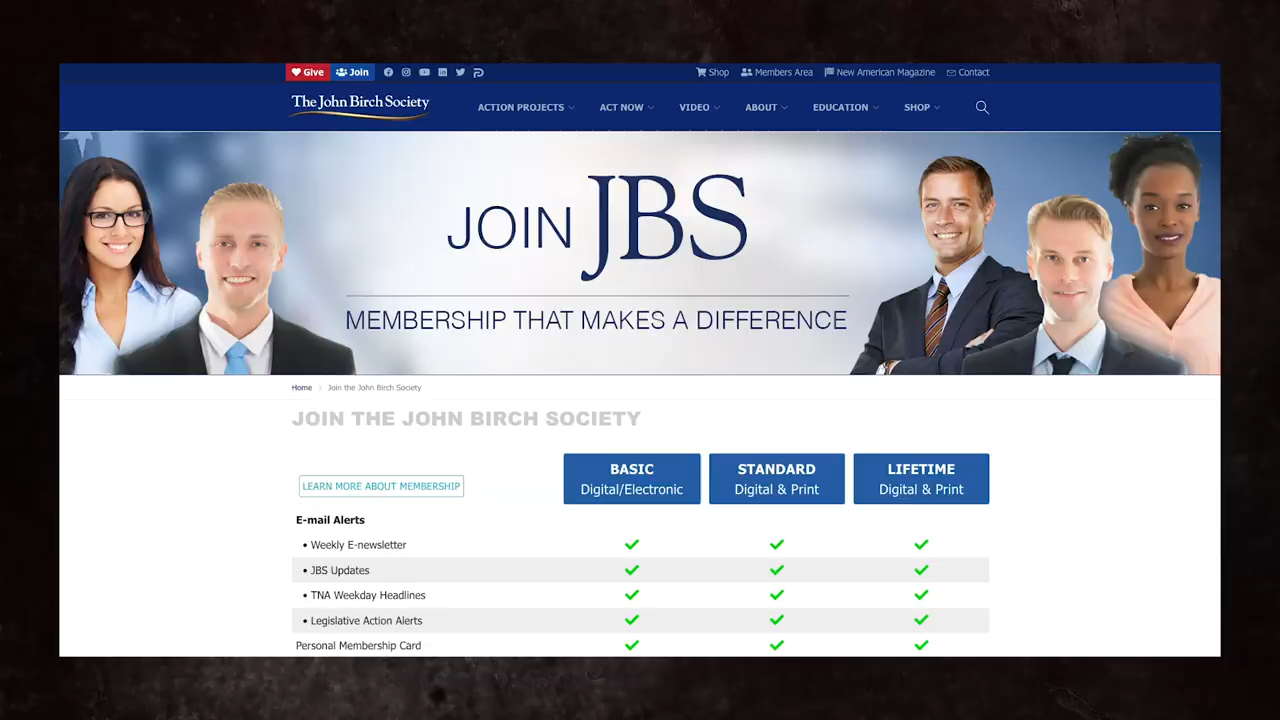 Give Join Shop Members Area New American Magazine Contact
The John Birch Society ACTION PROJECTS ACT NOW VIDEO ABOUT EDUCATION SHOP
JOIN JBS
MEMBERSHIP THAT MAKES A DIFFERENCE
Home Join the John Birch Society
JOIN THE JOHN BIRCH SOCIETY
LEARN MORE ABOUT MEMBERSHIP
BASIC
Digital/Electronic
STANDARD
Digital & Print
LIFETIME
Digital & Print
E-mail Alerts
• Weekly E-newsletter
• JBS Updates
• TNA Weekday Headlines
• Legislative Action Alerts
Personal Membership Card